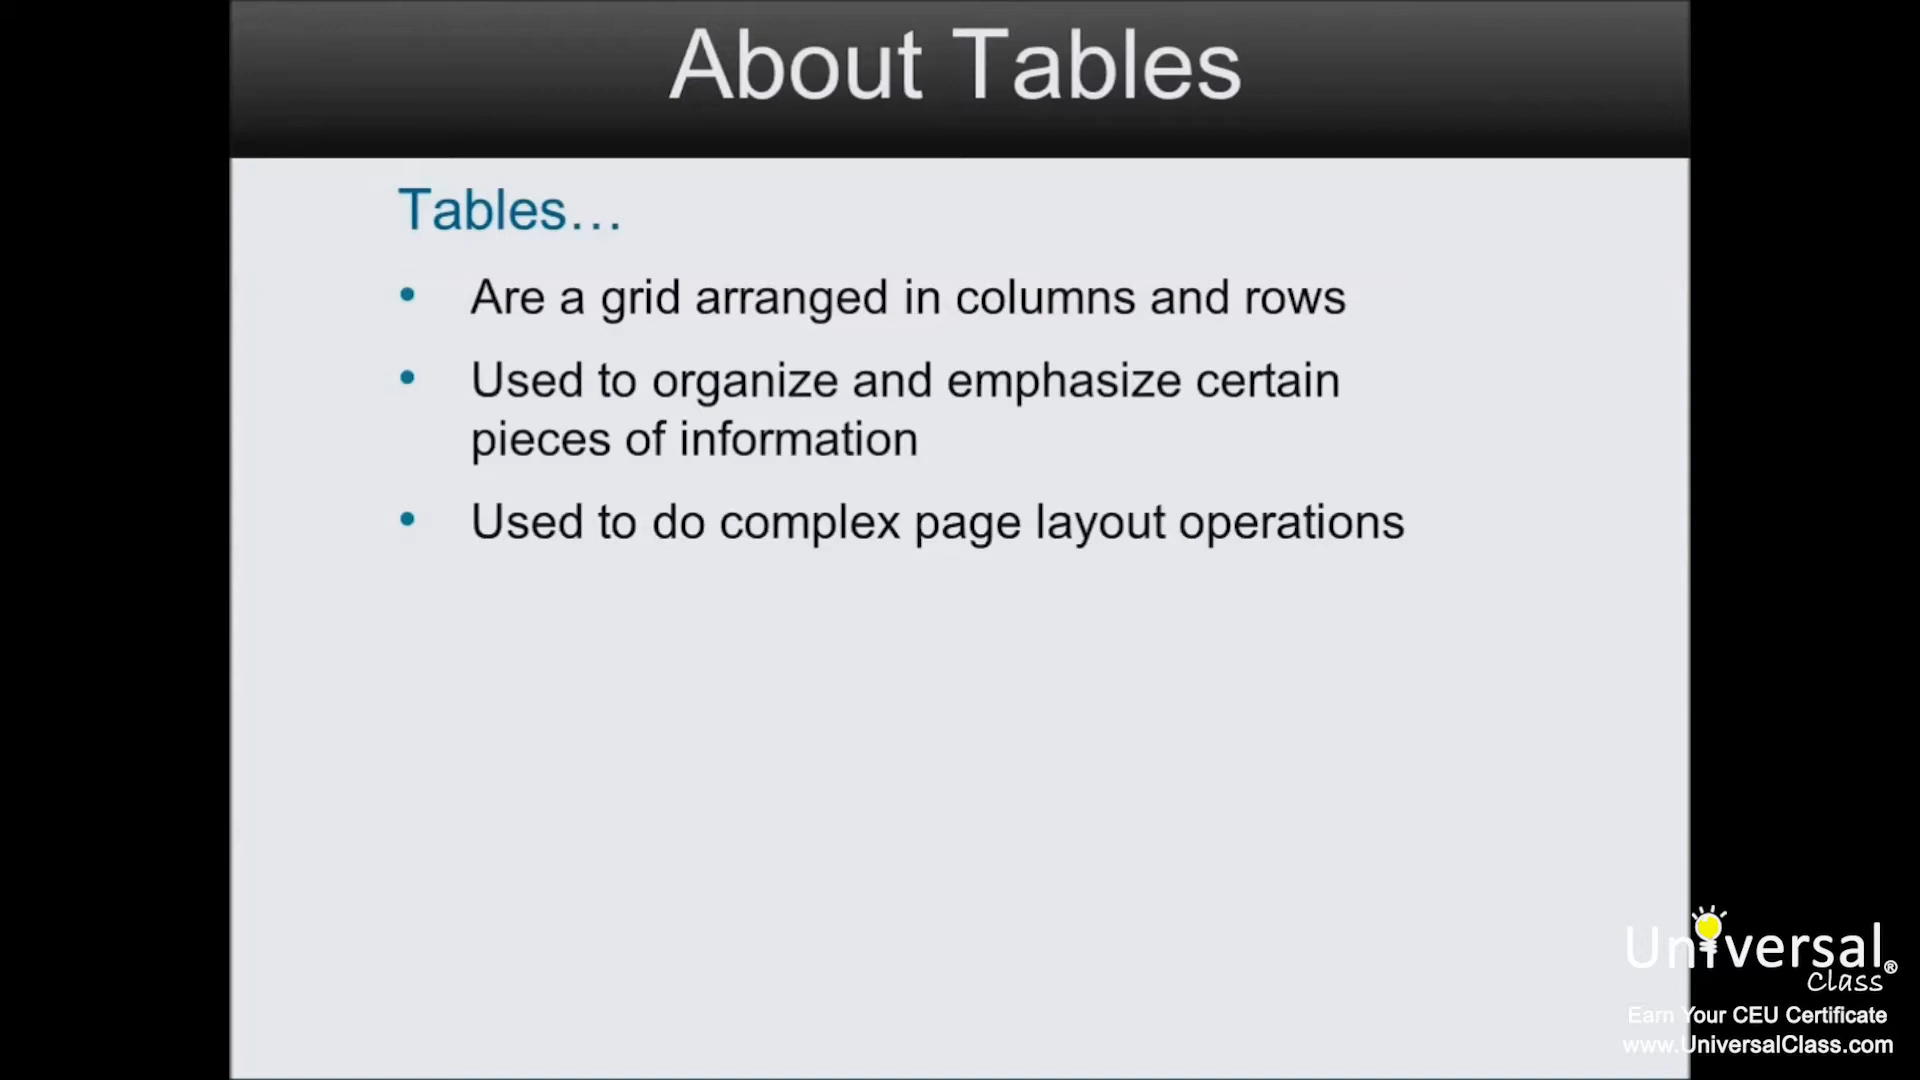 About Tables
Tables…
• Are a grid arranged in columns and rows
• Used to organize and emphasize certain
pieces of information
• Used to do complex page layout operations
Universal®
Class
Earn Your CEU Certificate
www.UniversalClass.com